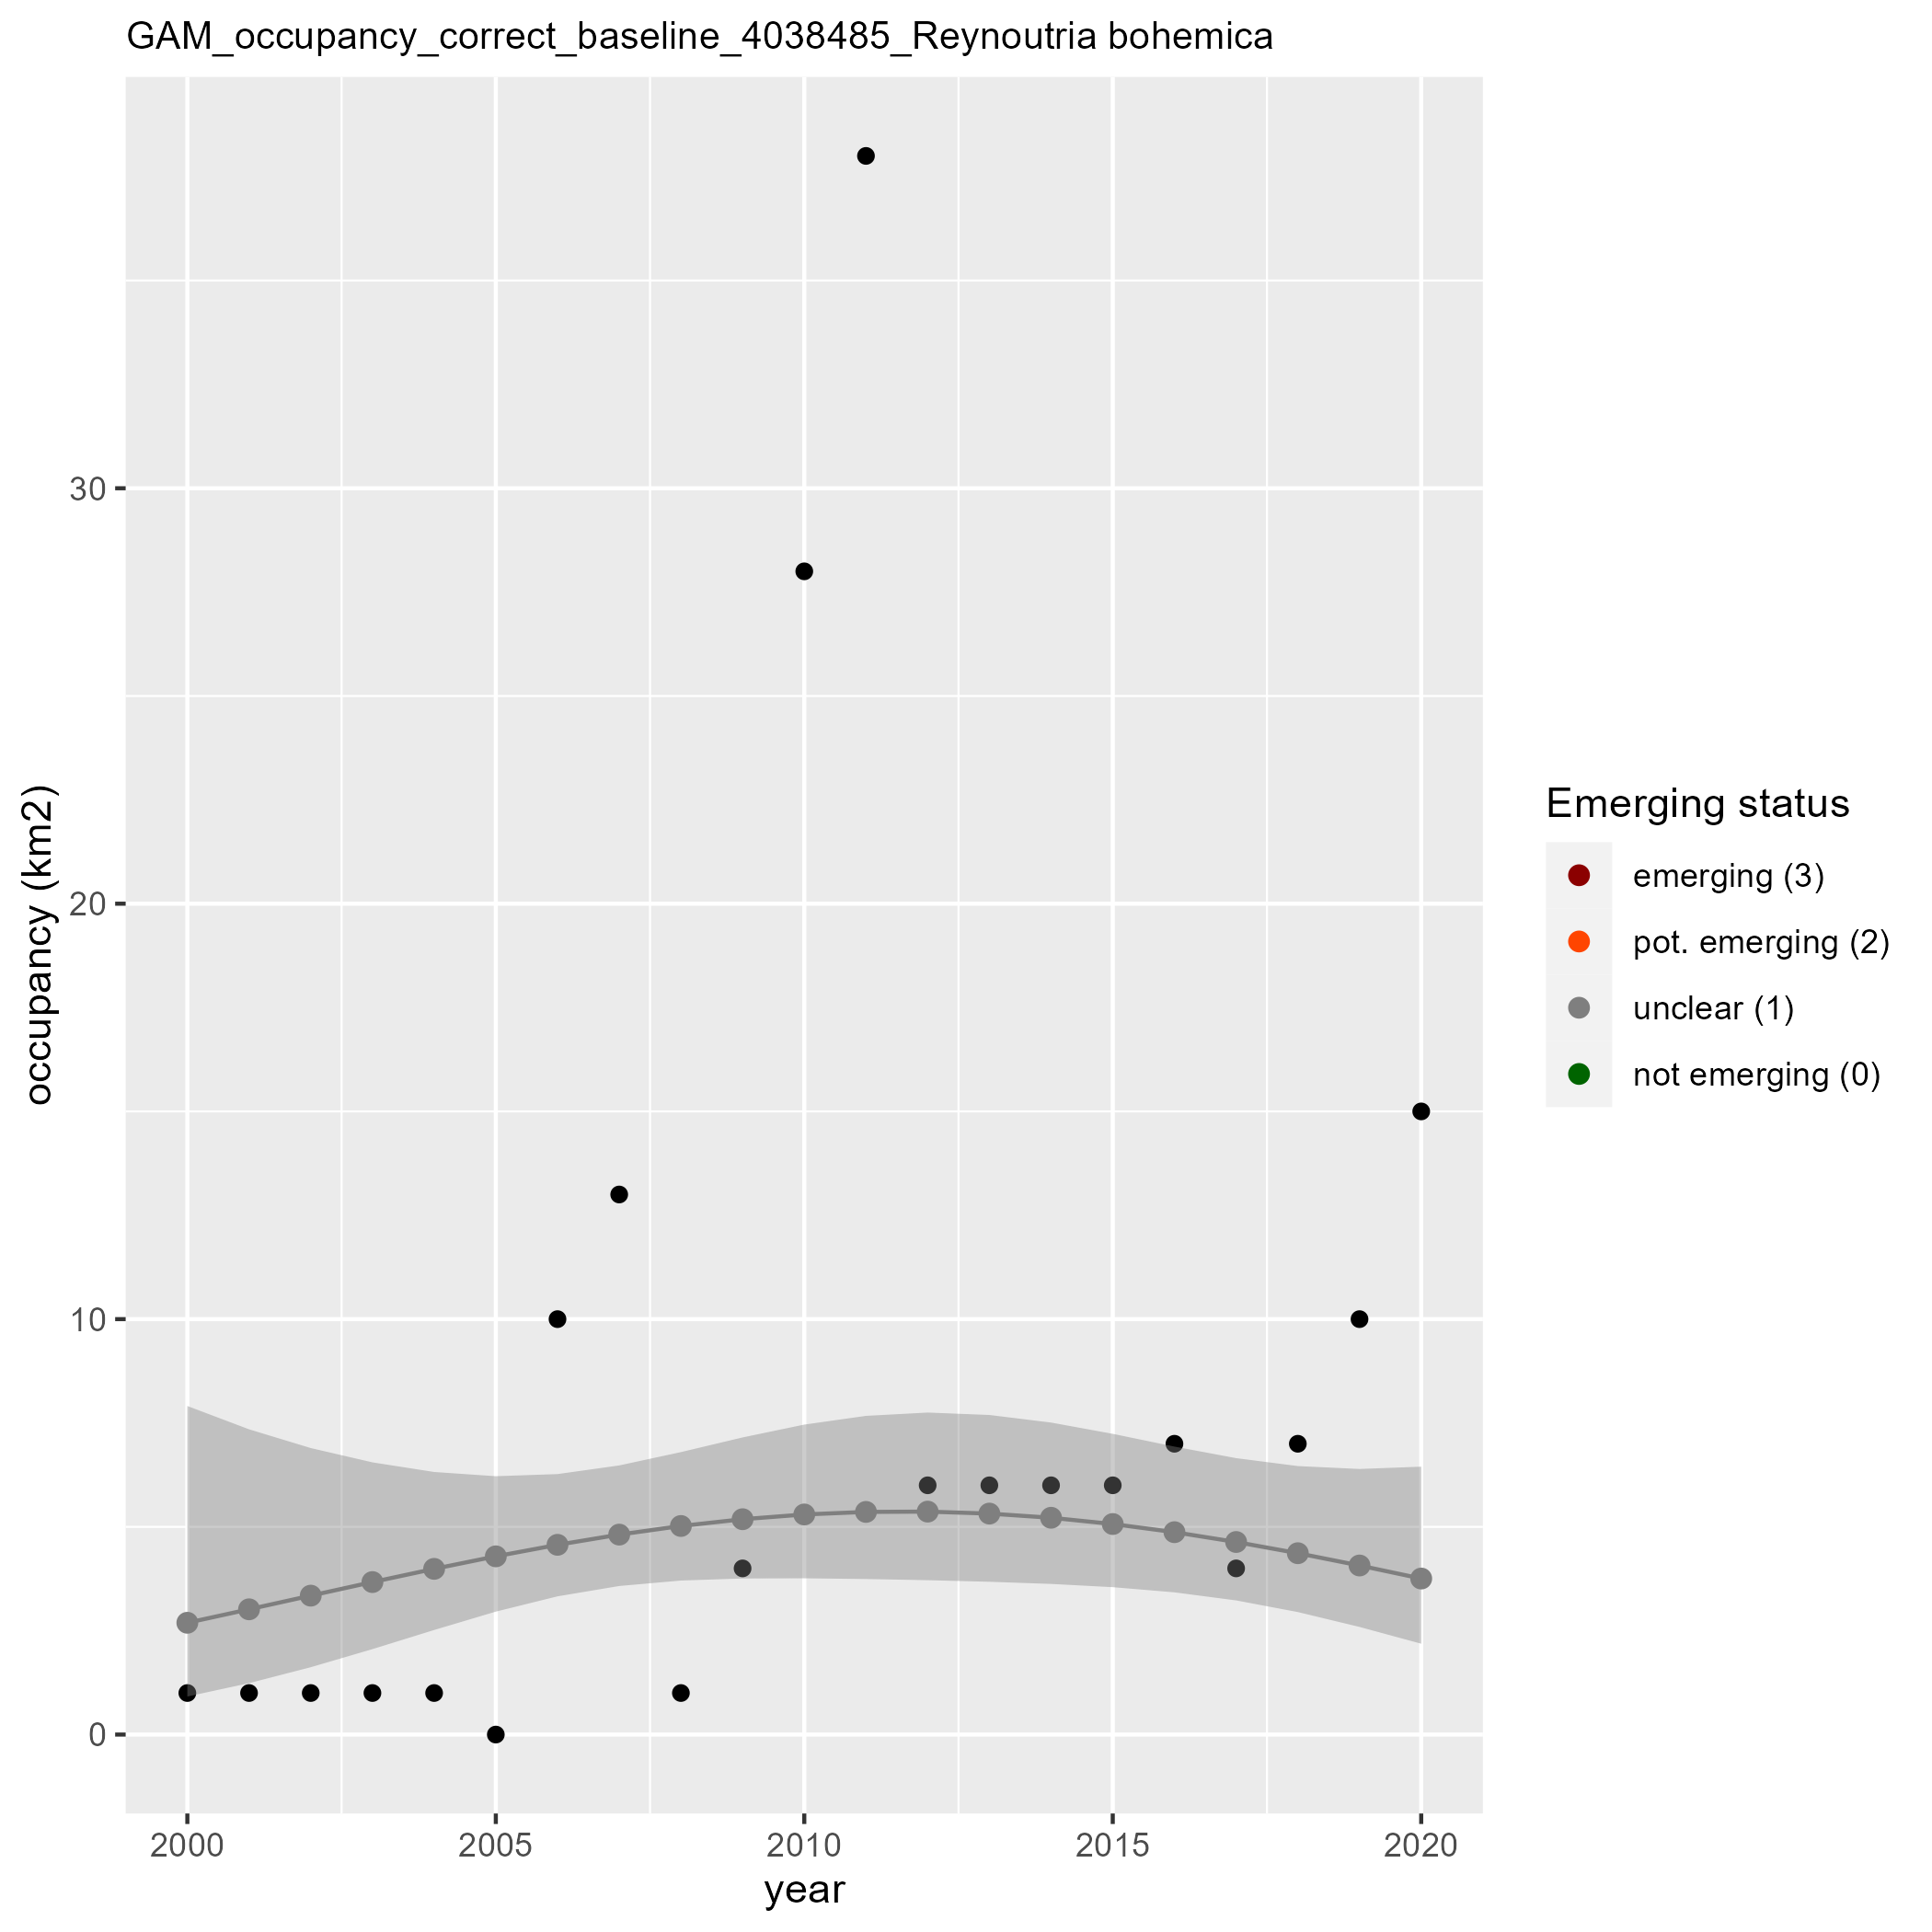 GAM_occupancy_correct_baseline_4038485_Reynoutria bohemica
occupancy (km2)
30
20
10
0
2000 2005 2010 2015 2020
year
Emerging status
emerging (3)
pot. emerging (2)
unclear (1)
not emerging (0)